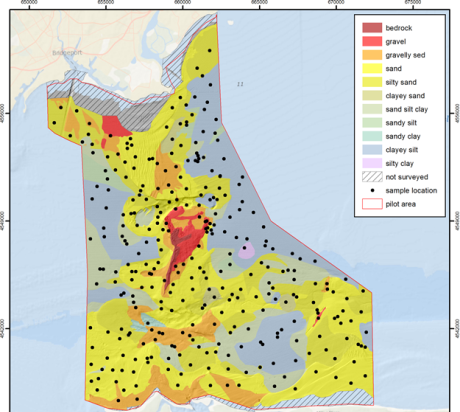 650000 655000 660000 665000 670000 675000
BRIDGEPORT
bedrock
gravel
gravelly sed
sand
silty sand
clayey sand
sand silt clay
sandy silt
sandy clay
clayey silt
silty clay
not surveyed
sample location
pilot area